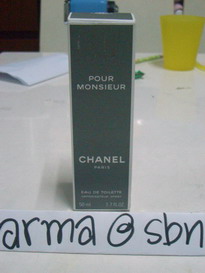 POUR
MONSIEUR
CHANEL
PARIS
EAU DE TOILETTE
arma@sbn